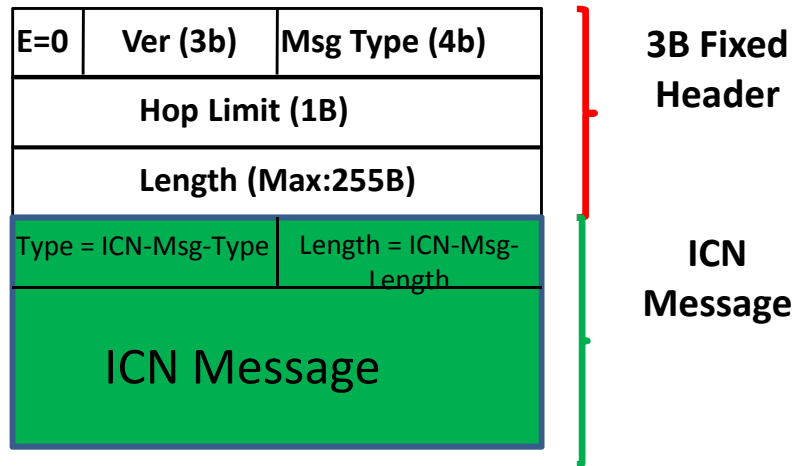 E=0 Ver (3b) Msg Type (4b)
Hop Limit (1B)
Length (Max:255B)
3B Fixed
Header
Type = ICN-Msg-Type Length = ICN-Msg-
Length
ICN Message
ICN
Message